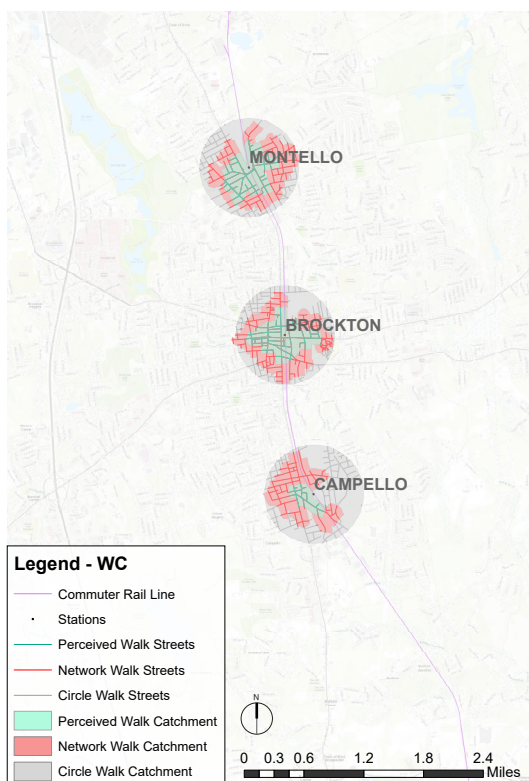 MONTELLO
BROCKTON
CAMPELLO
Legend - WC
Commuter Rail Line
Stations
Perceived Walk Streets
Network Walk Streets
Circle Walk Streets
Perceived Walk Catchment
Network Walk Catchment
Circle Walk Catchment
N
0 0.3 0.6 1.2 1.8 2.4
Miles